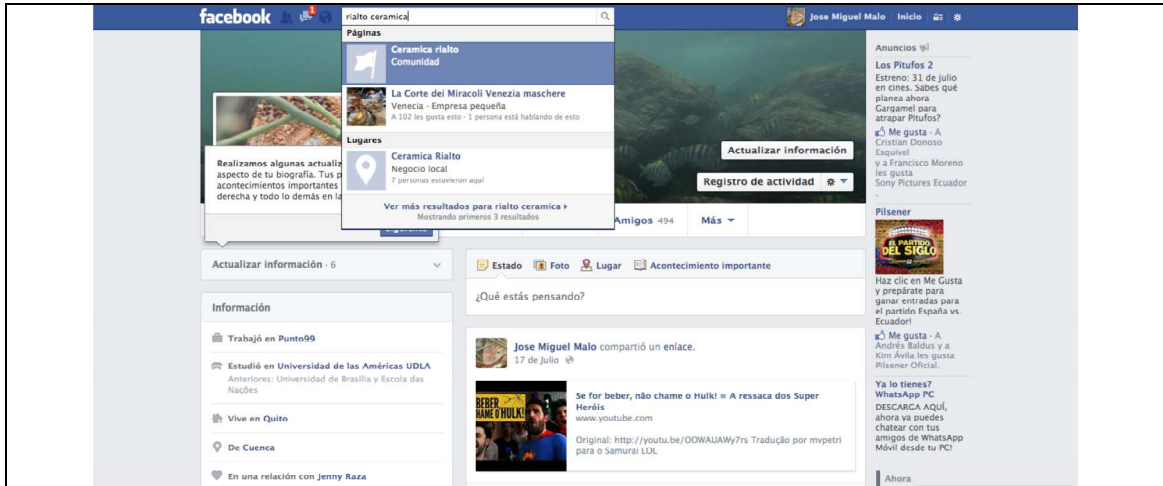 facebook
1
rialto ceramica
Jose Miguel Malo
Inicio
Páginas
Ceramica rialto
Comunidad
La Corte dei Miracoli Venezia maschere
Venecia · Empresa pequeña
A 102 les gusta esto · 1 persona está hablando de esto
Lugares
Ceramica Rialto
Negocio local
7 personas estuvieron aquí
Ver más resultados para rialto ceramica
Mostrando primeros 3 resultados
Realizamos algunas actualiz
aspecto de tu biografía. Tus p
acontecimientos importantes
derecha y todo lo demás en la
Siguiente
Actualizar información
Registro de actividad
Amigos 494
Más
Actualizar información · 6
Información
Trabajó en Punto99
Estudió en Universidad de las Américas UDLA
Anteriores: Universidad de Brasilia y Escola das
Nações
Vive en Quito
De Cuenca
En una relación con Jenny Raza
Estado Foto Lugar Acontecimiento importante
¿Qué estás pensando?
Jose Miguel Malo compartió un enlace.
17 de Julio
BEBER
HAME O'HULK!
Se for beber, não chame o Hulk! ≈ A ressaca dos Super
Heróis
www.youtube.com
Original: http://youtu.be/OOWAUAWy7rs Tradução por mvpetri
para o Samurai LOL
Anuncios
Los Pitufos 2
Estreno: 31 de julio
en cines. Sabes qué
planea ahora
Gargamel para
atrapar Pitufos?
Me gusta · A
Cristian Donoso
Esquivel
y a Francisco Moreno
les gusta
Sony Pictures Ecuador
.
Pilsener
EL PARTIDO
DEL SIGLO
Haz clic en Me Gusta
y prepárate para
ganar entradas para
el partido España vs.
Ecuador!
Me gusta · A
Andrés Baldus y a
Kim Ávila les gusta
Pilsener Oficial.
Ya lo tienes?
WhatsApp PC
DESCARGA AQUÍ,
ahora ya puedes
chatear con tus
amigos de WhatsApp
Móvil desde tu PC!
Ahora